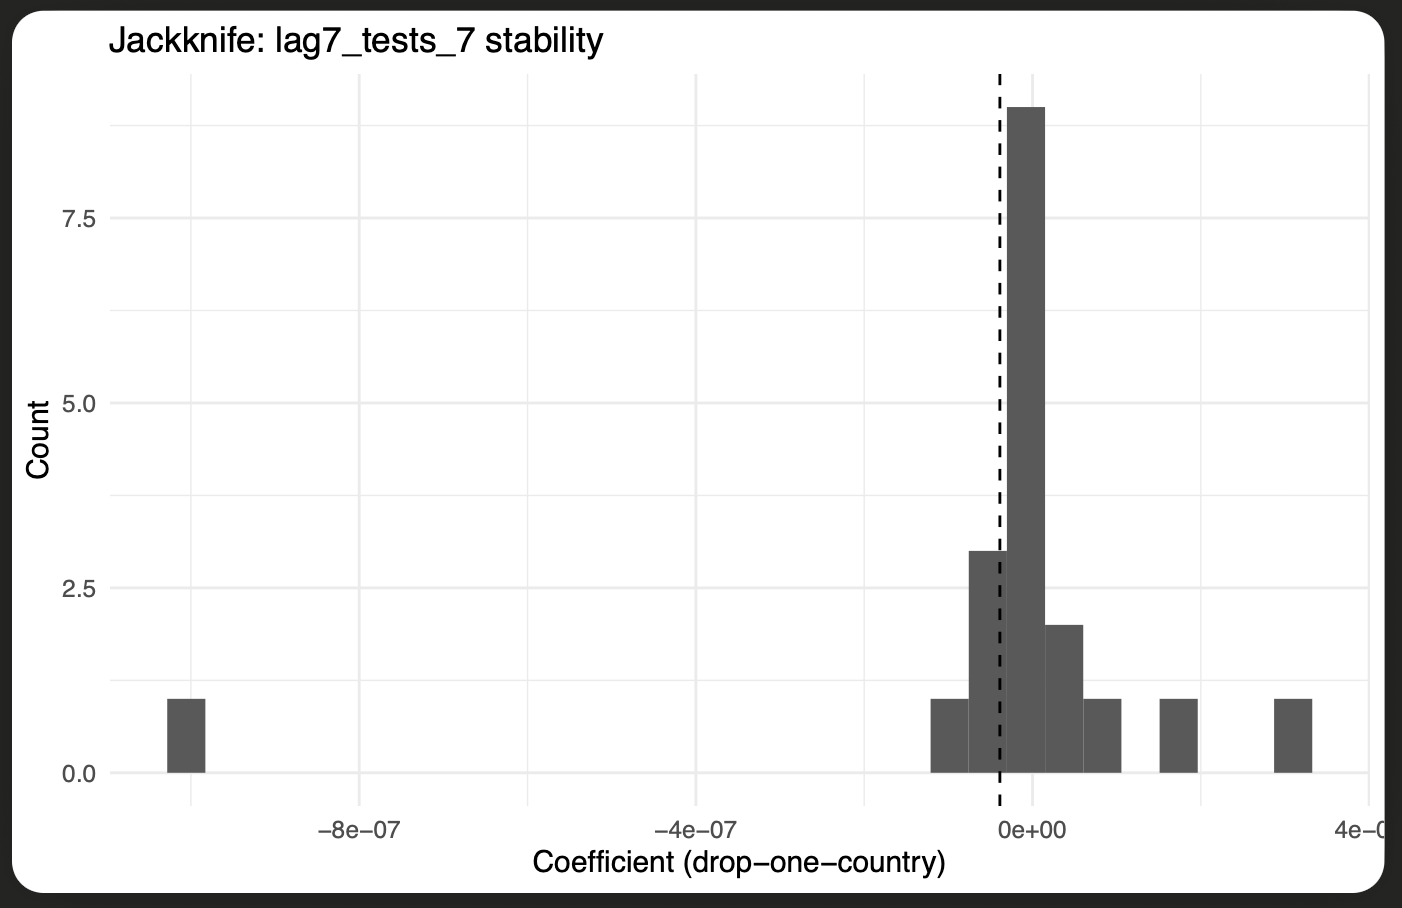 Jackknife: lag7_tests_7 stability
Count
7.5
5.0
2.5
0.0
−8e−07 −4e−07 0e+00
Coefficient (drop−one−country)